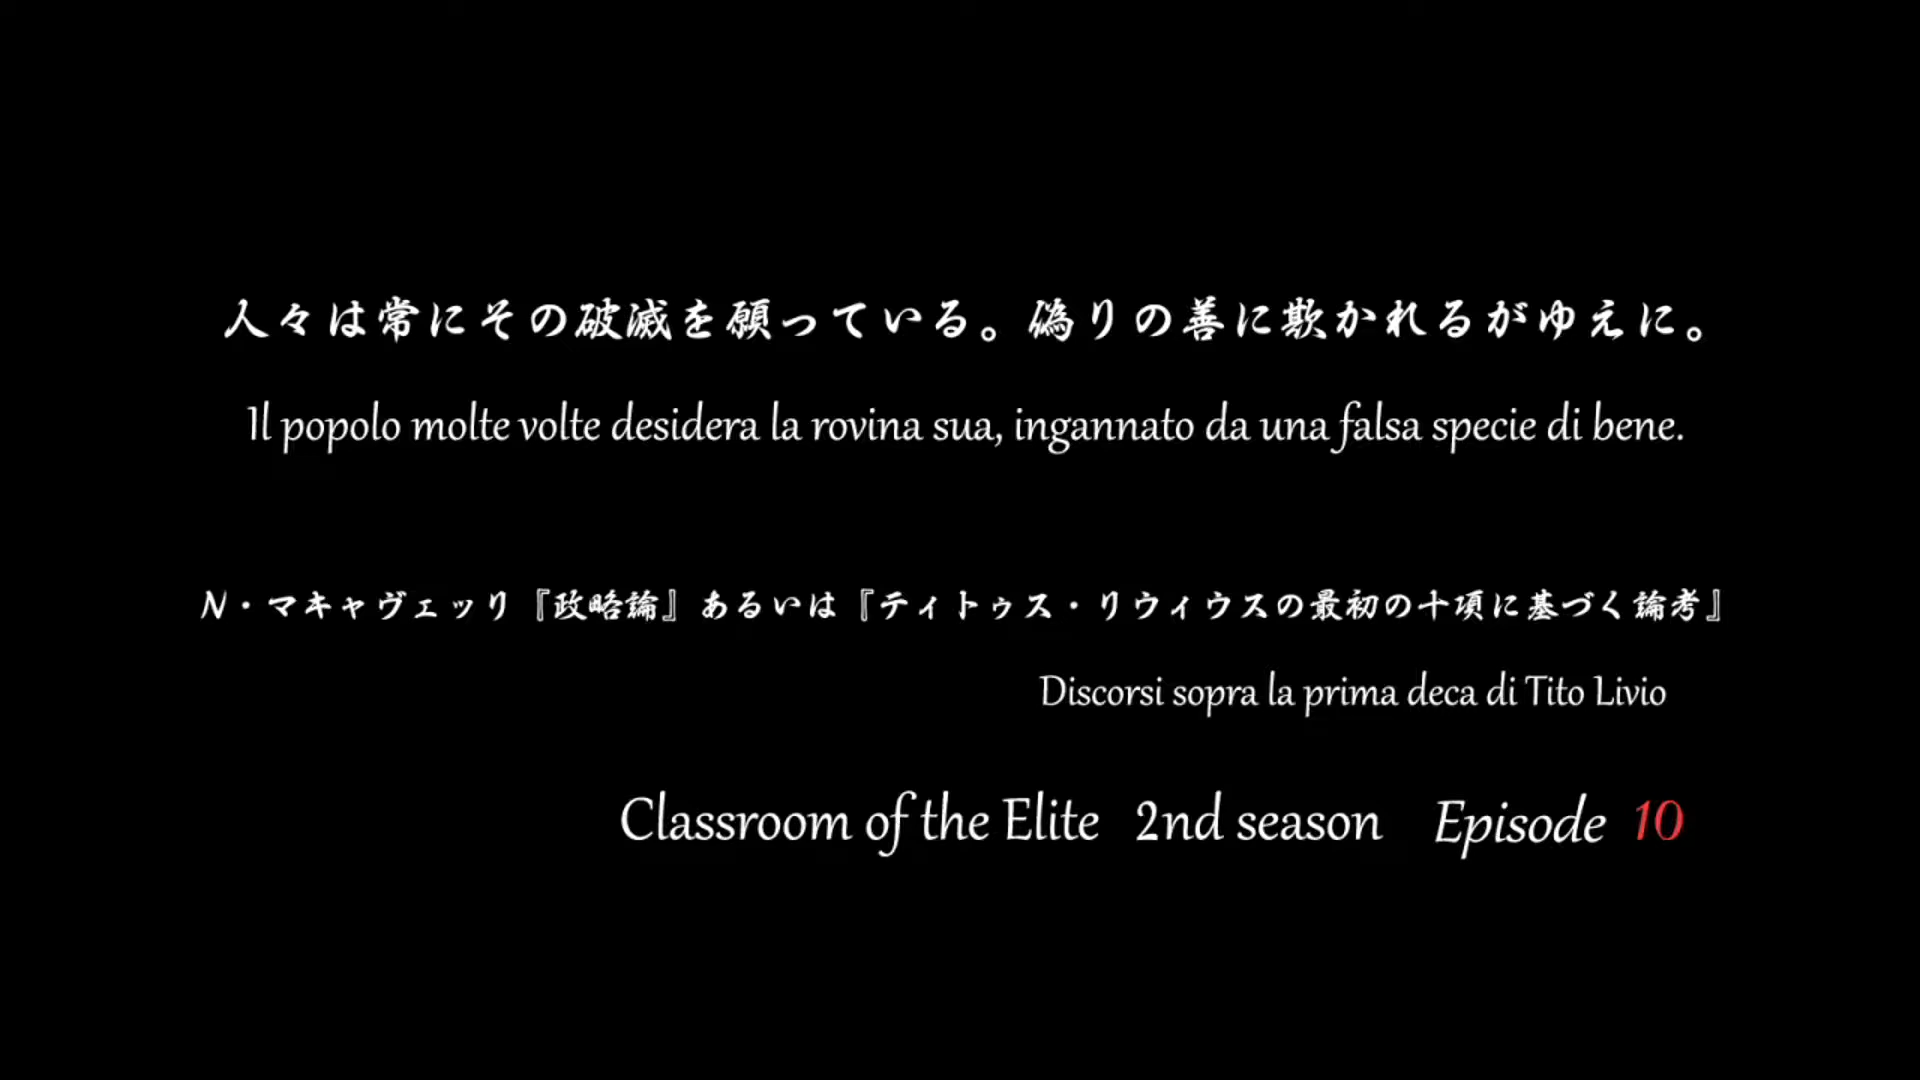 人々は常にその破滅を願っている。偽りの善に欺かれるがゆえに。
Il popolo molte volte desidera la rovina sua, ingannato da una falsa specie di bene.
N・マキャヴェッリ『政略論』あるいは『ティトゥス・リウィウスの最初の十項に基づく論考』
Discorsi sopra la prima deca di Tito Livio
Classroom of the Elite 2nd season Episode 10